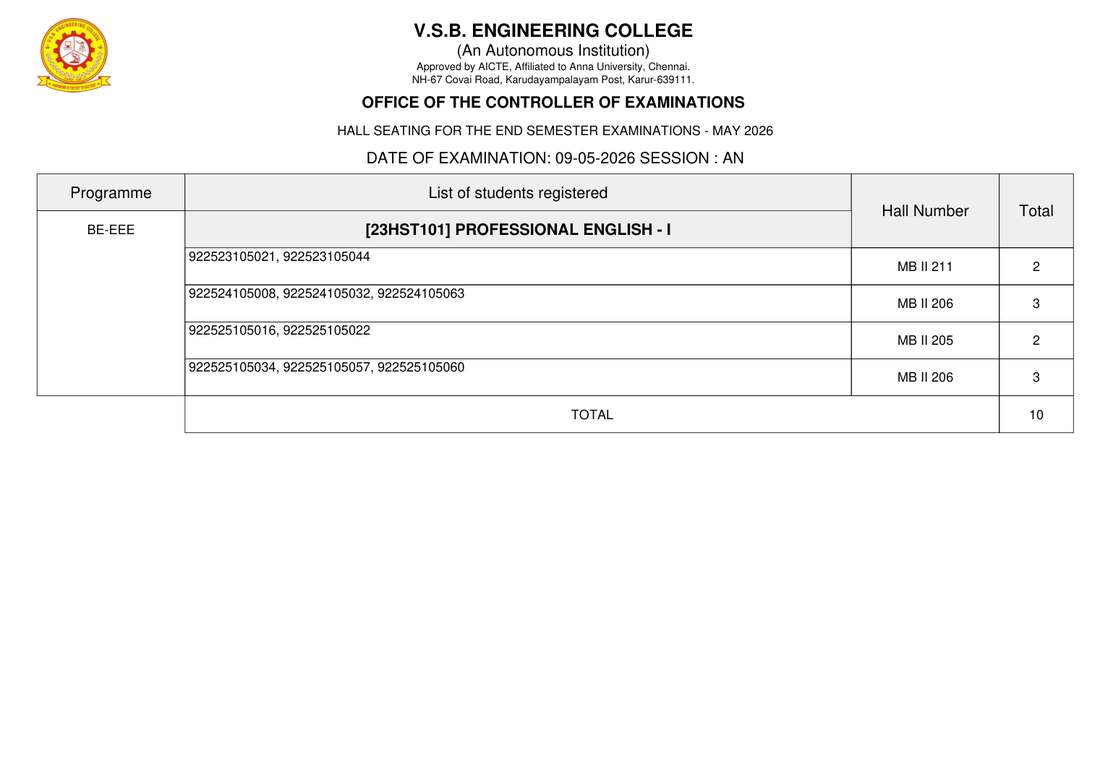 V.S.B. ENGINEERING COLLEGE
(An Autonomous Institution)
Approved by AICTE, Affiliated to Anna University, Chennai.
NH-67 Covai Road, Karudayampalayam Post, Karur-639111.
OFFICE OF THE CONTROLLER OF EXAMINATIONS
HALL SEATING FOR THE END SEMESTER EXAMINATIONS - MAY 2026
DATE OF EXAMINATION: 09-05-2026 SESSION : AN
Programme List of students registered Hall Number Total
BE-EEE [23HST101] PROFESSIONAL ENGLISH - I
922523105021, 922523105044 MB II 211 2
922524105008, 922524105032, 922524105063 MB II 206 3
922525105016, 922525105022 MB II 205 2
922525105034, 922525105057, 922525105060 MB II 206 3
TOTAL 10